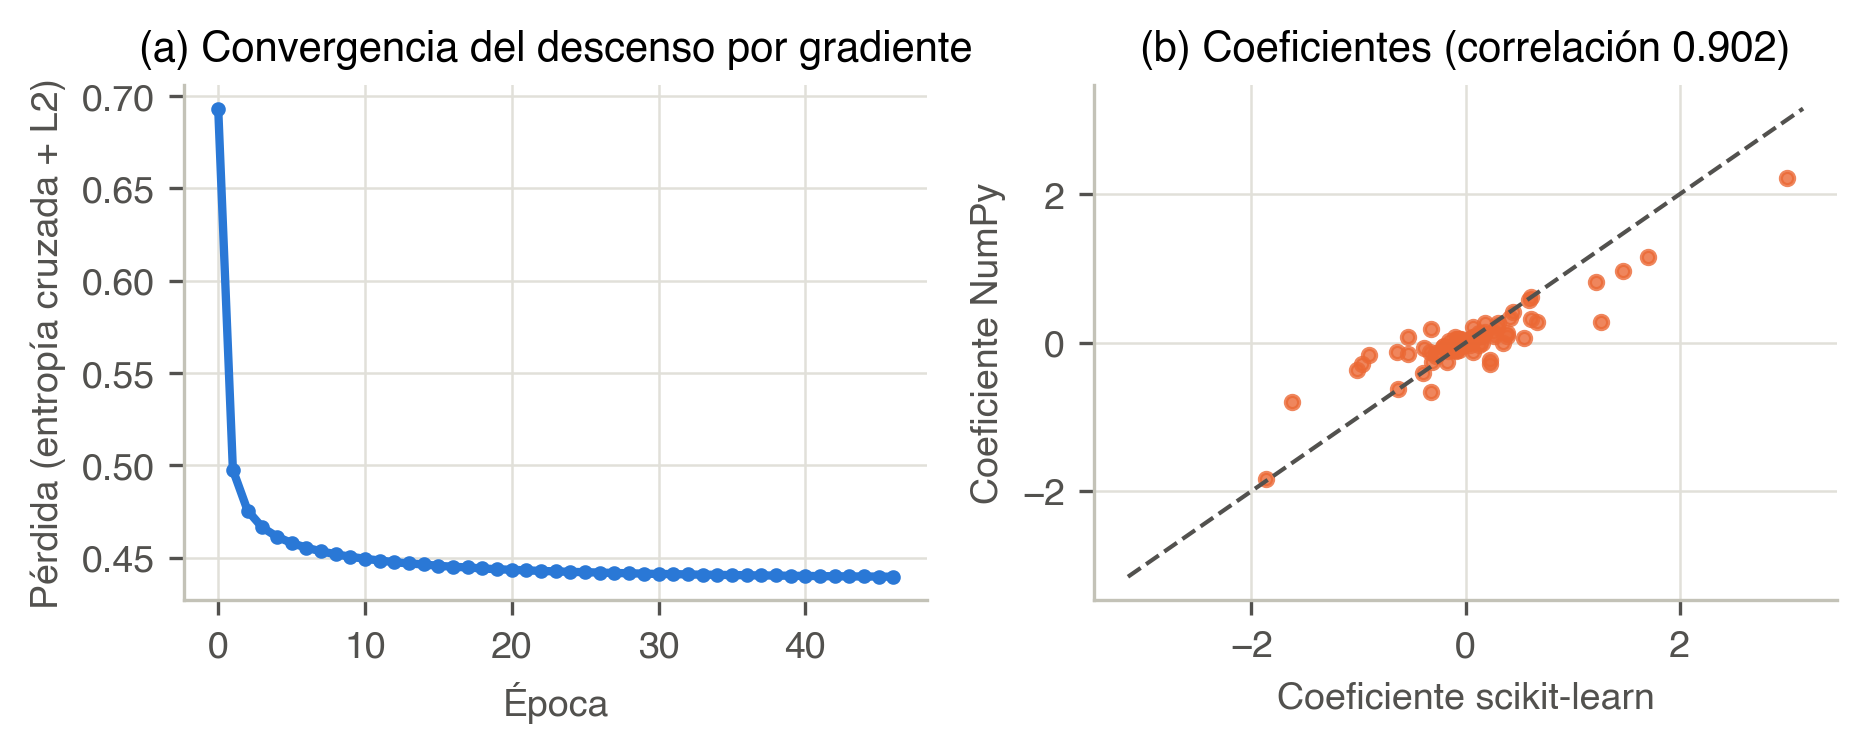 (a) Convergencia del descenso por gradiente
Pérdida (entropía cruzada + L2)
0.70
0.65
0.60
0.55
0.50
0.45
0 10 20 30 40
Época
(b) Coeficientes (correlación 0.902)
Coeficiente NumPy
2
0
−2
−2 0 2
Coeficiente scikit-learn